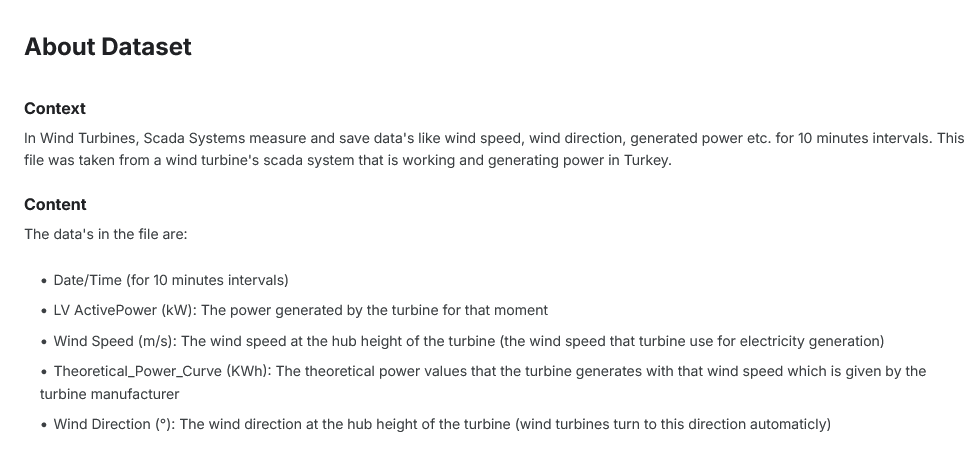 About Dataset
Context
In Wind Turbines, Scada Systems measure and save data's like wind speed, wind direction, generated power etc. for 10 minutes intervals. This
file was taken from a wind turbine's scada system that is working and generating power in Turkey.
Content
The data's in the file are:
• Date/Time (for 10 minutes intervals)
• LV ActivePower (kW): The power generated by the turbine for that moment
• Wind Speed (m/s): The wind speed at the hub height of the turbine (the wind speed that turbine use for electricity generation)
• Theoretical_Power_Curve (KWh): The theoretical power values that the turbine generates with that wind speed which is given by the
turbine manufacturer
• Wind Direction (°): The wind direction at the hub height of the turbine (wind turbines turn to this direction automaticly)